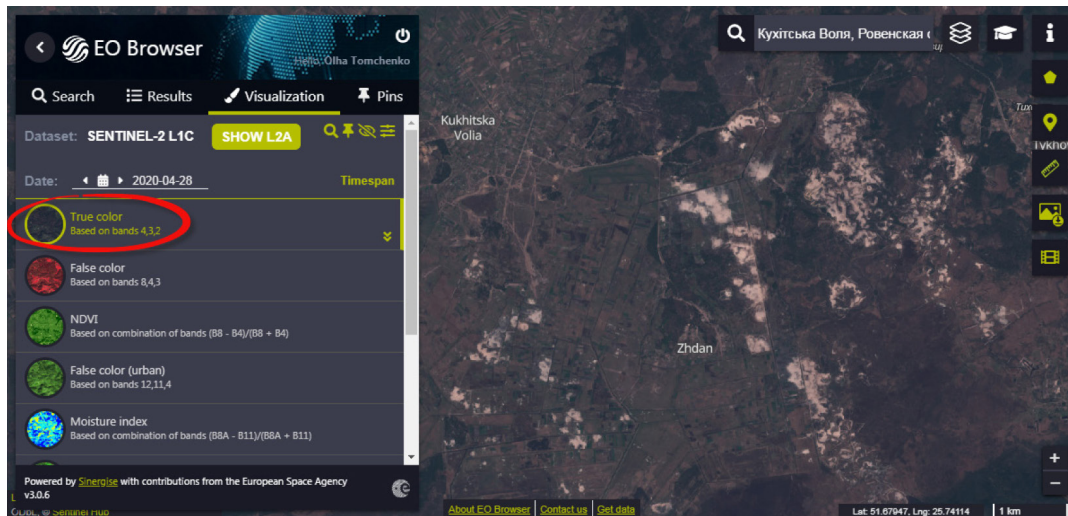 EO Browser
Olha Tomchenko
Search
Results
Visualization
Pins
Dataset: SENTINEL-2 L1C
SHOW L2A
Date: 2020-04-28
Timespan
True color
Based on bands 4,3,2
False color
Based on bands 8,4,3
NDVI
Based on combination of bands (B8 - B4)/(B8 + B4)
False color (urban)
Based on bands 12,11,4
Moisture index
Based on combination of bands (B8A - B11)/(B8A + B11)
Powered by Sinergise with contributions from the European Space Agency
v3.0.6
Sentinel Hub
Кухітська Воля, Ровенская
Kukhitska
Volia
Zhdan
About EO Browser
Contact us
Get data
Lat: 51.67947, Lng: 25.74114
1 km